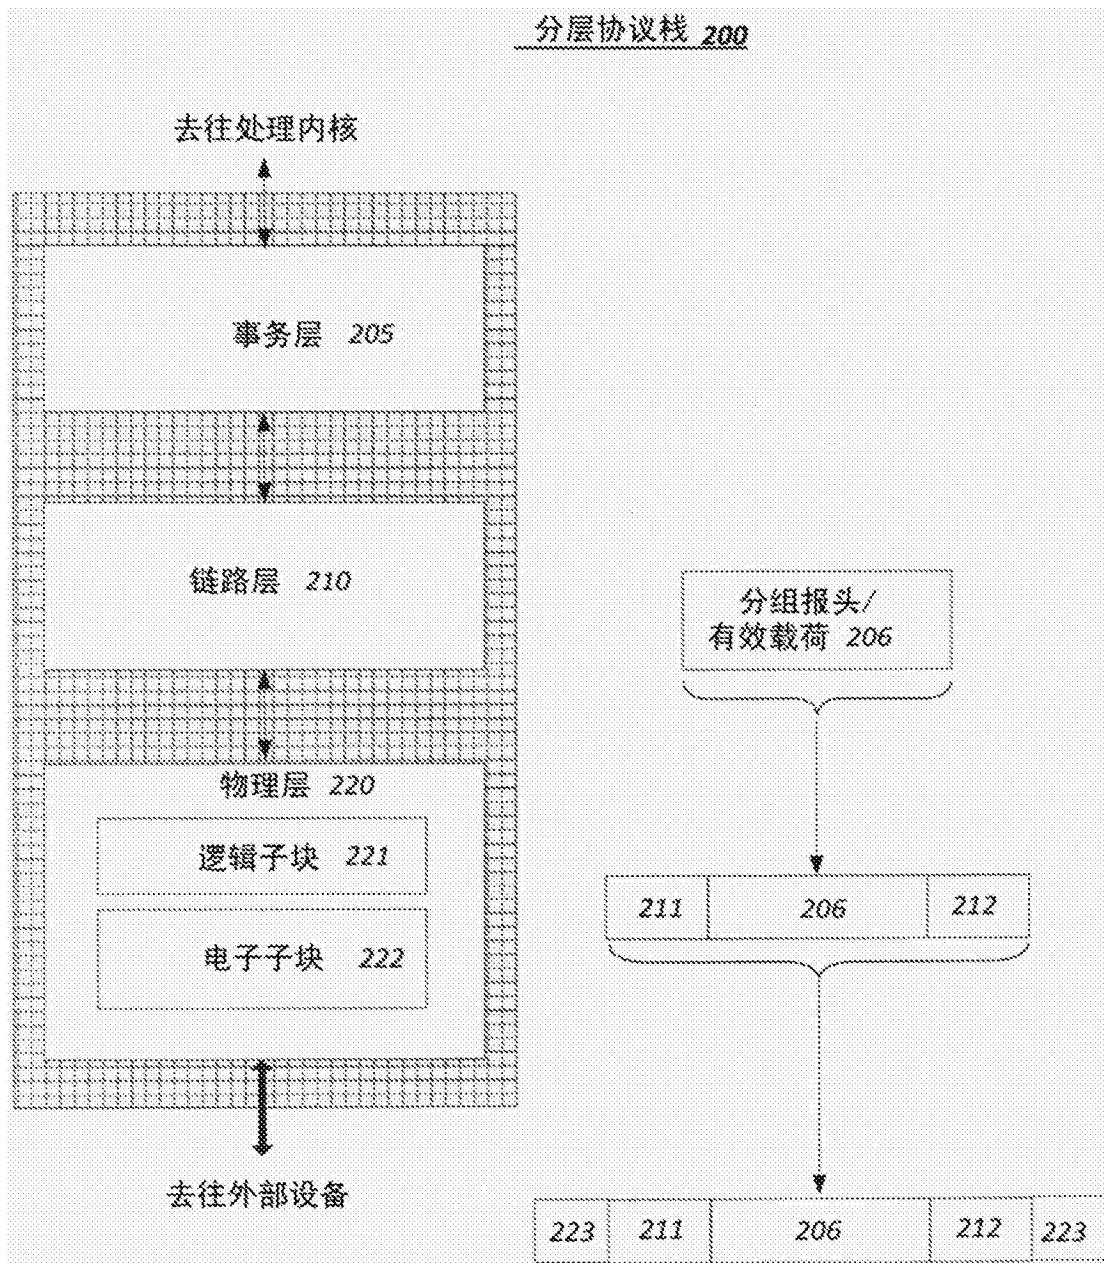 分层协议栈 200
去往处理内核
事务层 205
链路层 210
物理层 220
逻辑子块 221
电子子块 222
去往外部设备
分组报头/
有效载荷 206
211 206 212
223 211 206 212 223